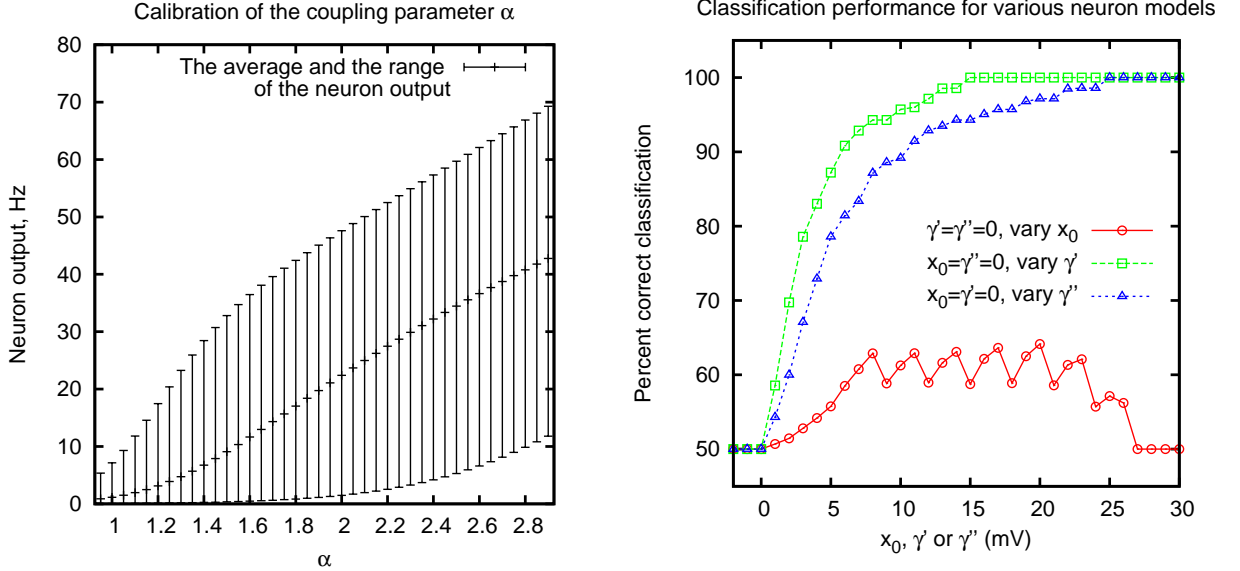 Calibration of the coupling parameter α
80
70
60
50
40
30
20
10
0
Neuron output, Hz
The average and the range
of the neuron output
1 1.2 1.4 1.6 1.8 2 2.2 2.4 2.6 2.8
α
Classification performance for various neuron models
100
90
80
70
60
50
Percent correct classification
γ'=γ''=0, vary x₀
x₀=γ''=0, vary γ'
x₀=γ'=0, vary γ''
0 5 10 15 20 25 30
x₀, γ' or γ'' (mV)